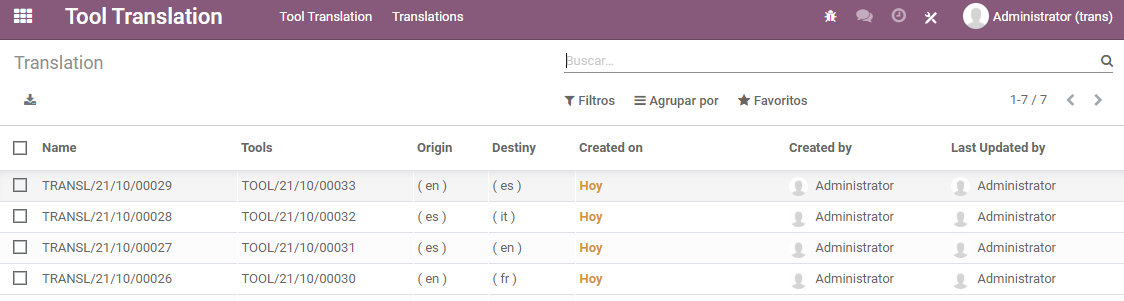 Tool Translation Tool Translation Translations Administrator (trans)
Translation Buscar...
Filtros Agrupar por Favoritos 1-7 / 7
Name Tools Origin Destiny Created on Created by Last Updated by
TRANSL/21/10/00029 TOOL/21/10/00033 ( en ) ( es ) Hoy Administrator Administrator
TRANSL/21/10/00028 TOOL/21/10/00032 ( es ) ( it ) Hoy Administrator Administrator
TRANSL/21/10/00027 TOOL/21/10/00031 ( es ) ( en ) Hoy Administrator Administrator
TRANSL/21/10/00026 TOOL/21/10/00030 ( en ) ( fr ) Hoy Administrator Administrator